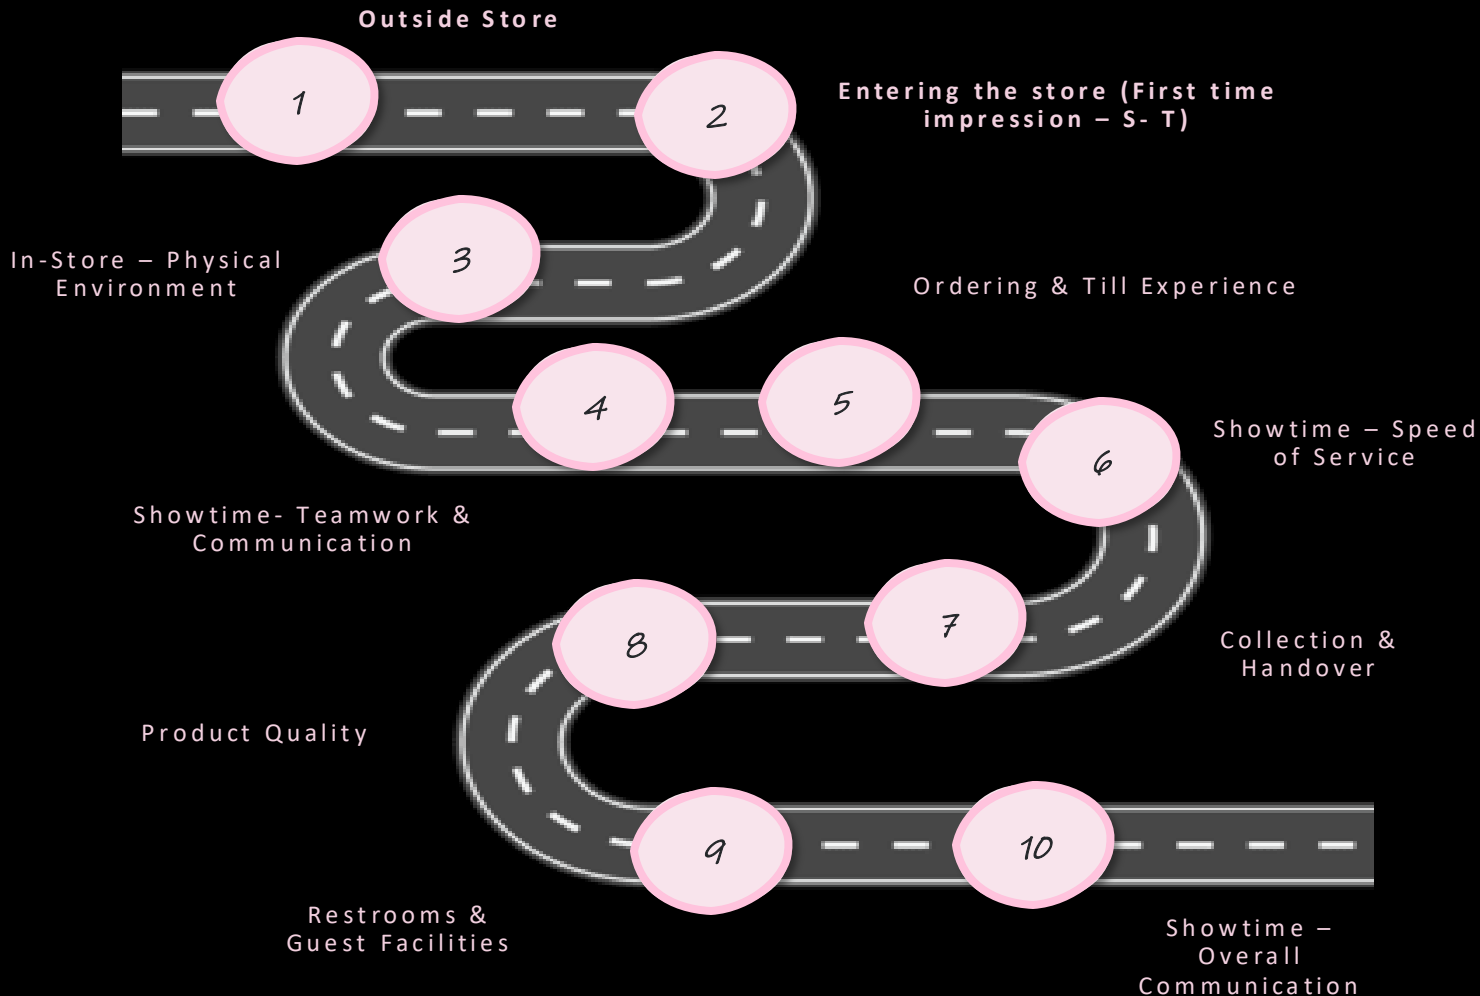 Outside Store
1
2
Entering the store (First time
impression – S- T)
3
In-Store – Physical
Environment
Ordering & Till Experience
4
5
6
Showtime – Speed
of Service
Showtime- Teamwork &
Communication
7
8
Collection &
Handover
Product Quality
9
10
Restrooms &
Guest Facilities
Showtime –
Overall
Communication